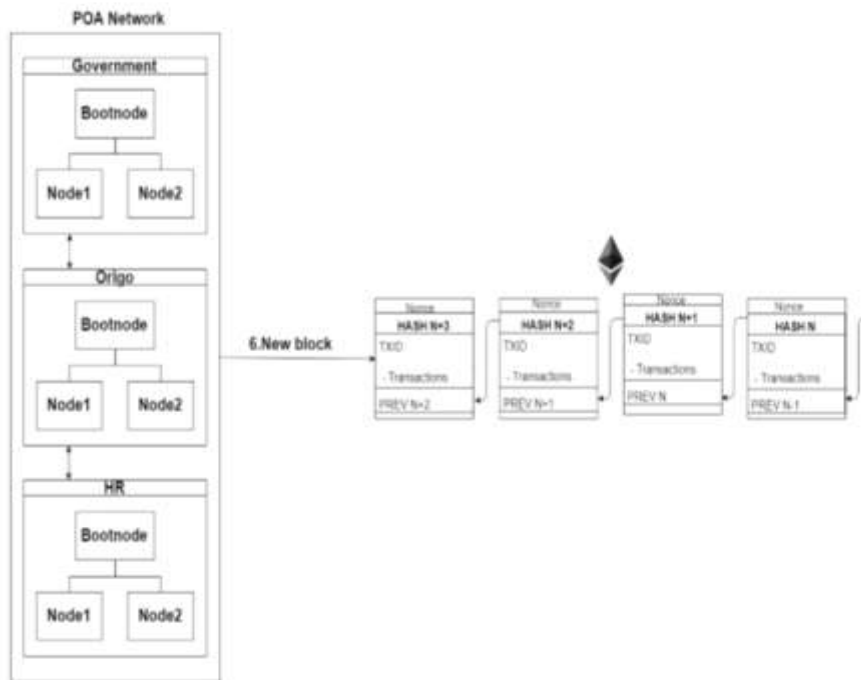 POA Network
Government
Bootnode
Node1 Node2
Origo
Bootnode
Node1 Node2
HR
Bootnode
Node1 Node2
6.New block
Nonce
HASH N+3
TXID
- Transactions
PREV N+2
Nonce
HASH N+2
TXID
- Transactions
PREV N+1
Nonce
HASH N+1
TXID
- Transactions
PREV N
Nonce
HASH N
TXID
- Transactions
PREV N-1